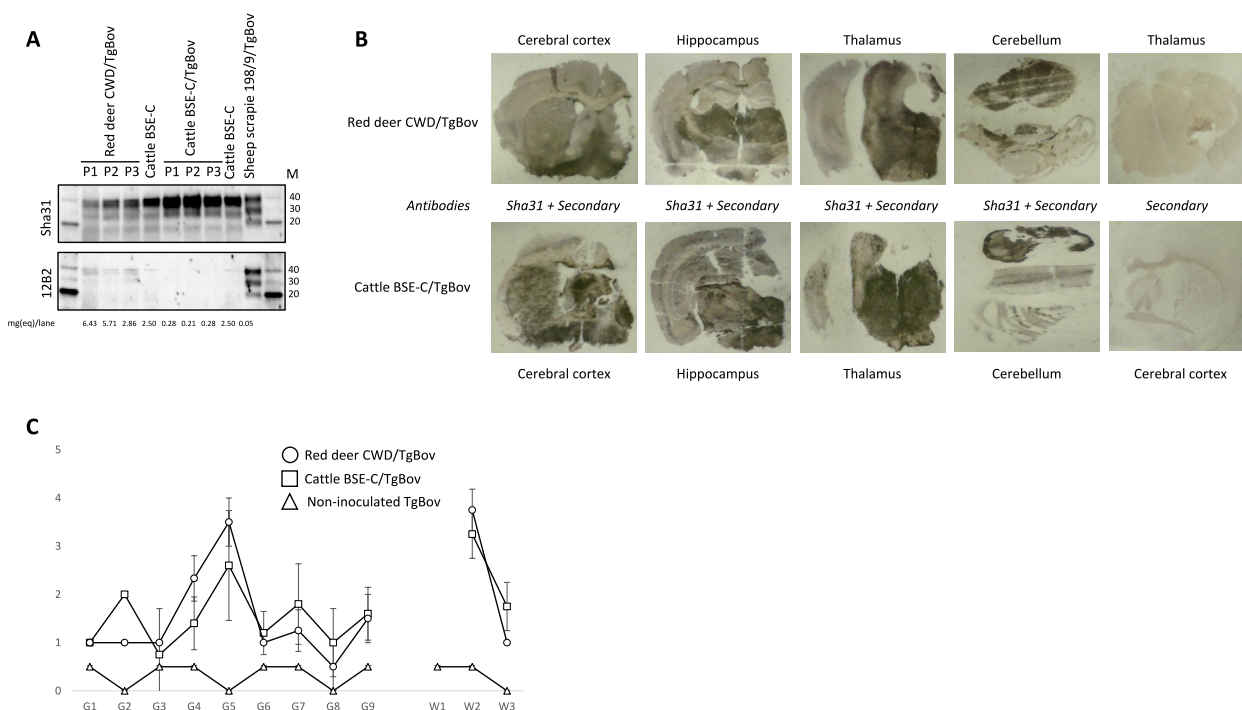 A
Red deer CWD/TgBov
Cattle BSE-C
Cattle BSE-C/TgBov
Cattle BSE-C
Sheep scrapie 198/9/TgBov
P1 P2 P3 P1 P2 P3 M
Sha31
40
30
20
12B2
40
30
20
mg(eq)/lane 6.43 5.71 2.86 2.50 0.28 0.21 0.28 2.50 0.05
B
Cerebral cortex Hippocampus Thalamus Cerebellum Thalamus
Red deer CWD/TgBov
Antibodies Sha31 + Secondary Sha31 + Secondary Sha31 + Secondary Sha31 + Secondary Secondary
Cattle BSE-C/TgBov
Cerebral cortex Hippocampus Thalamus Cerebellum Cerebral cortex
C
5
4
3
2
1
0
Red deer CWD/TgBov
Cattle BSE-C/TgBov
Non-inoculated TgBov
G1 G2 G3 G4 G5 G6 G7 G8 G9 W1 W2 W3